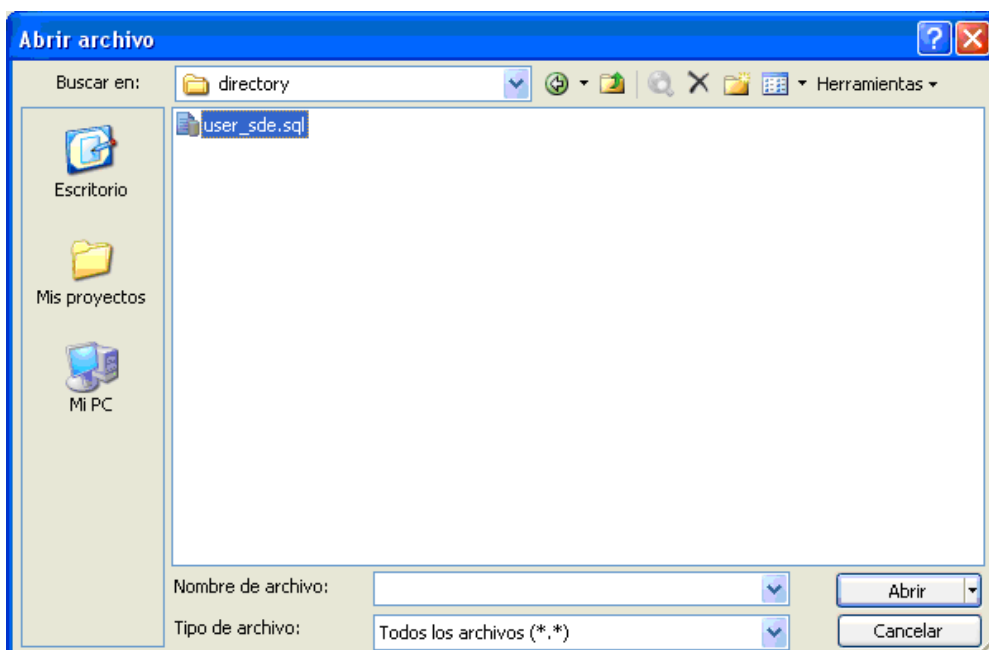 Abrir archivo
Buscar en:
directory
Herramientas
user_sde.sql
Escritorio
Mis proyectos
Mi PC
Nombre de archivo:
Abrir
Tipo de archivo:
Todos los archivos (*.*)
Cancelar